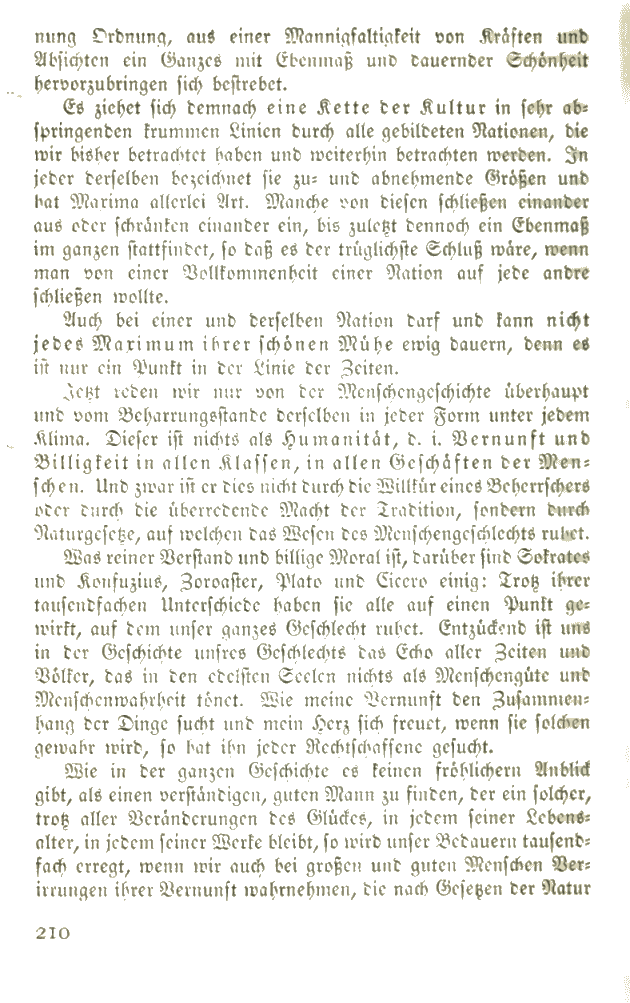 nung Ordnung, aus einer Mannigfaltigkeit von Kräften und
Absichten ein Ganzes mit Ebenmaß und dauernder Schönheit
hervorzubringen sich bestrebet.
Es ziehet sich demnach eine Kette der Kultur in sehr ab-
springenden krummen Linien durch alle gebildeten Nationen, die
wir bisher betrachtet haben und weiterhin betrachten werden. In
jeder derselben bezeichnet sie zu- und abnehmende Größen und
hat Maxima allerlei Art. Manche von diesen schließen einander
aus oder schränken einander ein, bis zuletzt dennoch ein Ebenmaß
im ganzen stattfindet, so daß es der trüglichste Schluß wäre, wenn
man von einer Vollkommenheit einer Nation auf jede andre
schließen wollte.
Auch bei einer und derselben Nation darf und kann nicht
jedes Maximum ihrer schönen Mühe ewig dauern, denn es
ist nur ein Punkt in der Linie der Zeiten.
Jetzt reden wir nur von der Menschengeschichte überhaupt
und vom Beharrungsstande derselben in jeder Form unter jedem
Klima. Dieser ist nichts als Humanität, d. i. Vernunft und
Billigkeit in allen Klassen, in allen Geschäften der Men-
schen. Und zwar ist er dies nicht durch die Willkür eines Beherrschers
oder durch die überredende Macht der Tradition, sondern durch
Naturgesetze, auf welchen das Wesen des Menschengeschlechts ruhet.
Was reiner Verstand und billige Moral ist, darüber sind Sokrates
und Konfuzius, Zoroaster, Plato und Cicero einig: Trotz ihrer
tausendfachen Unterschiede haben sie alle auf einen Punkt ge-
wirkt, auf dem unser ganzes Geschlecht ruhet. Entzückend ist uns
in der Geschichte unsres Geschlechts das Echo aller Zeiten und
Völker, das in den edelsten Seelen nichts als Menschengüte und
Menschenwahrheit tönet. Wie meine Vernunft den Zusammen-
hang der Dinge sucht und mein Herz sich freuet, wenn sie solchen
gewahr wird, so hat ihn jeder Rechtschaffene gesucht.
Wie in der ganzen Geschichte es keinen fröhlichern Anblick
gibt, als einen verständigen, guten Mann zu finden, der ein solcher,
trotz aller Veränderungen des Glückes, in jedem seiner Lebens-
alter, in jedem seiner Werke bleibt, so wird unser Bedauern tausend-
fach erregt, wenn wir auch bei großen und guten Menschen Ver-
irrungen ihrer Vernunft wahrnehmen, die nach Gesetzen der Natur
210